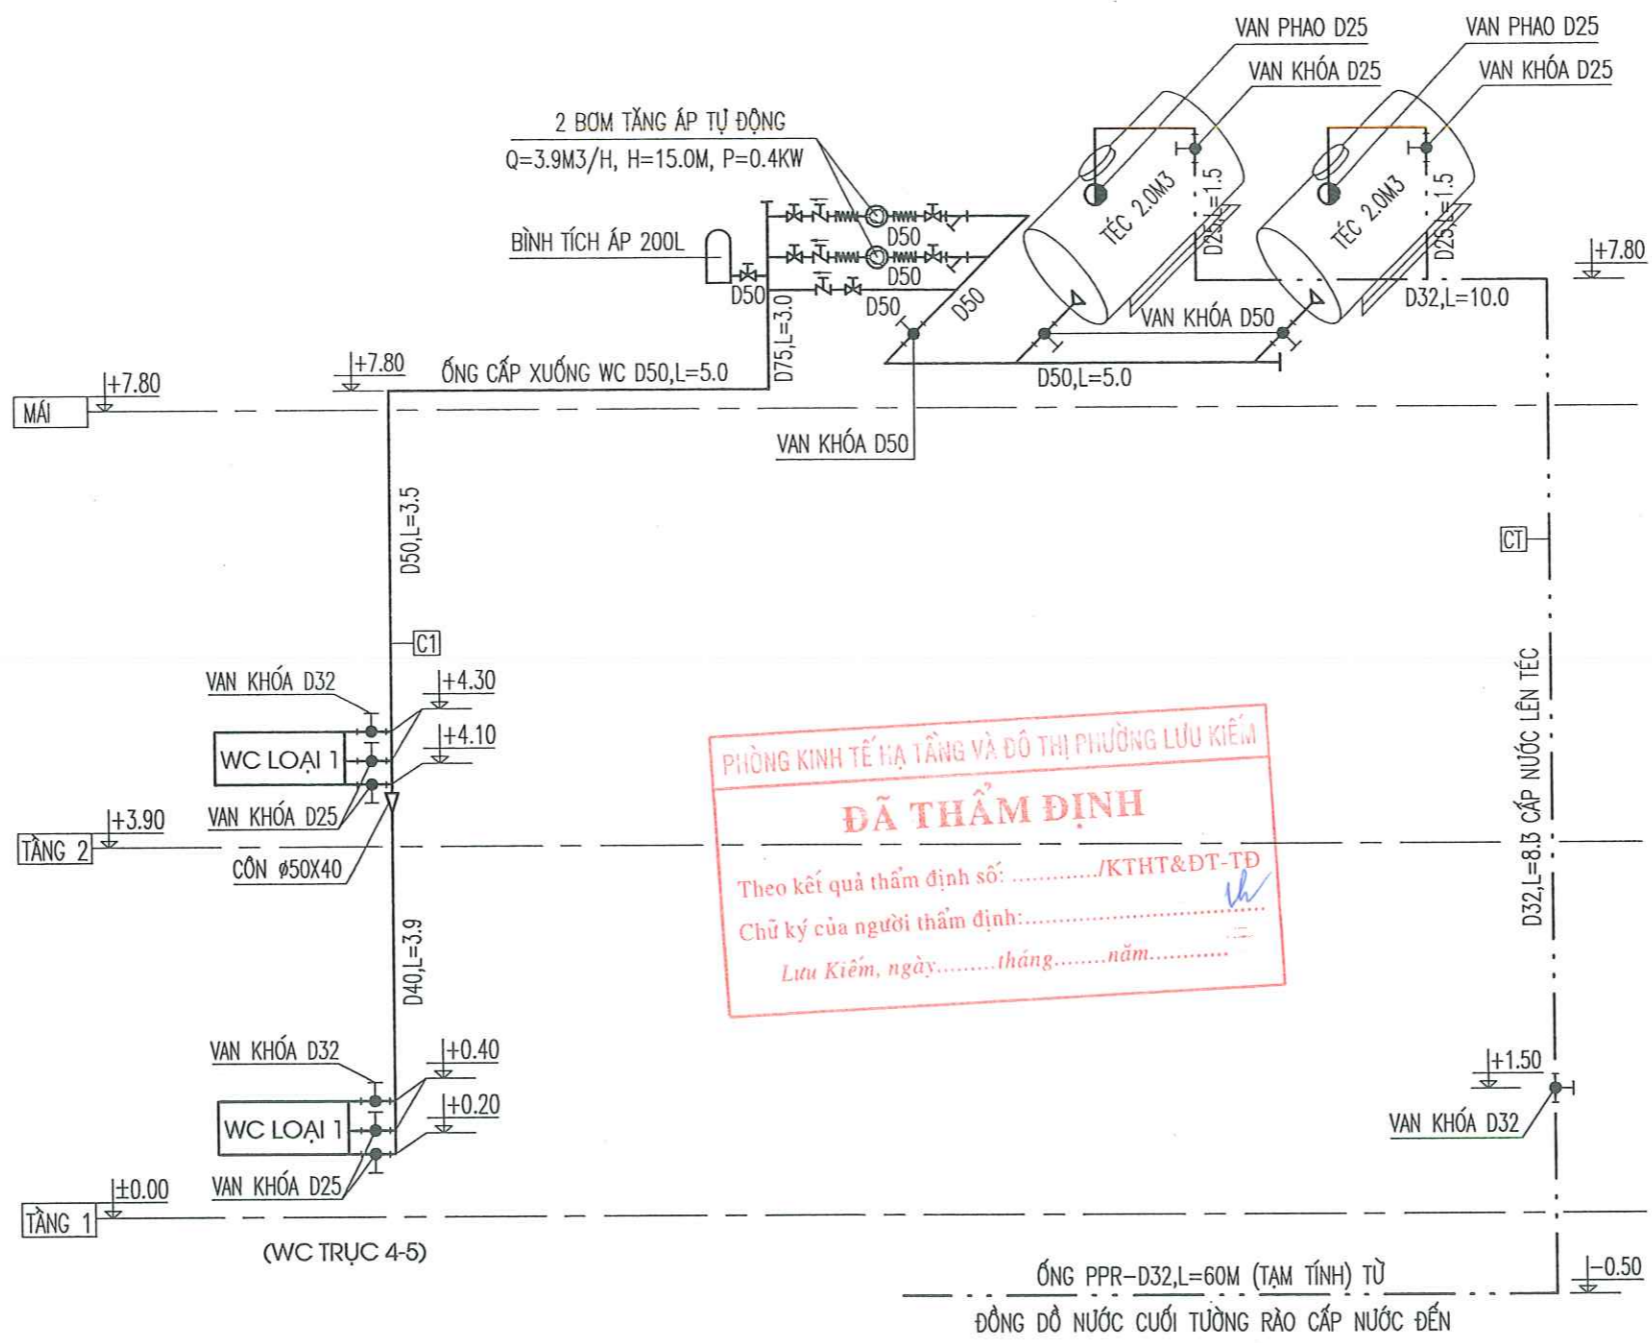 VAN PHAO D25
VAN PHAO D25
VAN KHÓA D25
VAN KHÓA D25
2 BƠM TĂNG ÁP TỰ ĐỘNG
Q=3.9M3/H, H=15.0M, P=0.4KW
TÉC 2.0M3
D25,L=1.5
TÉC 2.0M3
D25,L=1.5
BÌNH TÍCH ÁP 200L
D50
D50
D50
D50
D50
+7.80
D32,L=10.0
VAN KHÓA D50
D75,L=3.0
+7.80
+7.80
ỐNG CẤP XUỐNG WC D50,L=5.0
D50,L=5.0
MÁI
VAN KHÓA D50
D50,L=3.5
CT
C1
VAN KHÓA D32
+4.30
WC LOẠI 1
+4.10
VAN KHÓA D25
+3.90
TẦNG 2
CÔN ø50X40
D32,L=8.3 CẤP NƯỚC LÊN TÉC
PHÒNG KINH TẾ HẠ TẦNG VÀ ĐÔ THỊ PHƯỜNG LƯU KIẾM
ĐÃ THẨM ĐỊNH
Theo kết quả thẩm định số: ............./KTHT&ĐT-TĐ
Chữ ký của người thẩm định:.......................................
Lưu Kiếm, ngày.........tháng........năm............
D40,L=3.9
VAN KHÓA D32
+0.40
WC LOẠI 1
+0.20
VAN KHÓA D25
+1.50
VAN KHÓA D32
±0.00
TẦNG 1
(WC TRỤC 4-5)
-0.50
ỐNG PPR-D32,L=60M (TẠM TÍNH) TỪ
ĐỒNG DỒ NƯỚC CUỐI TƯỜNG RÀO CẤP NƯỚC ĐẾN